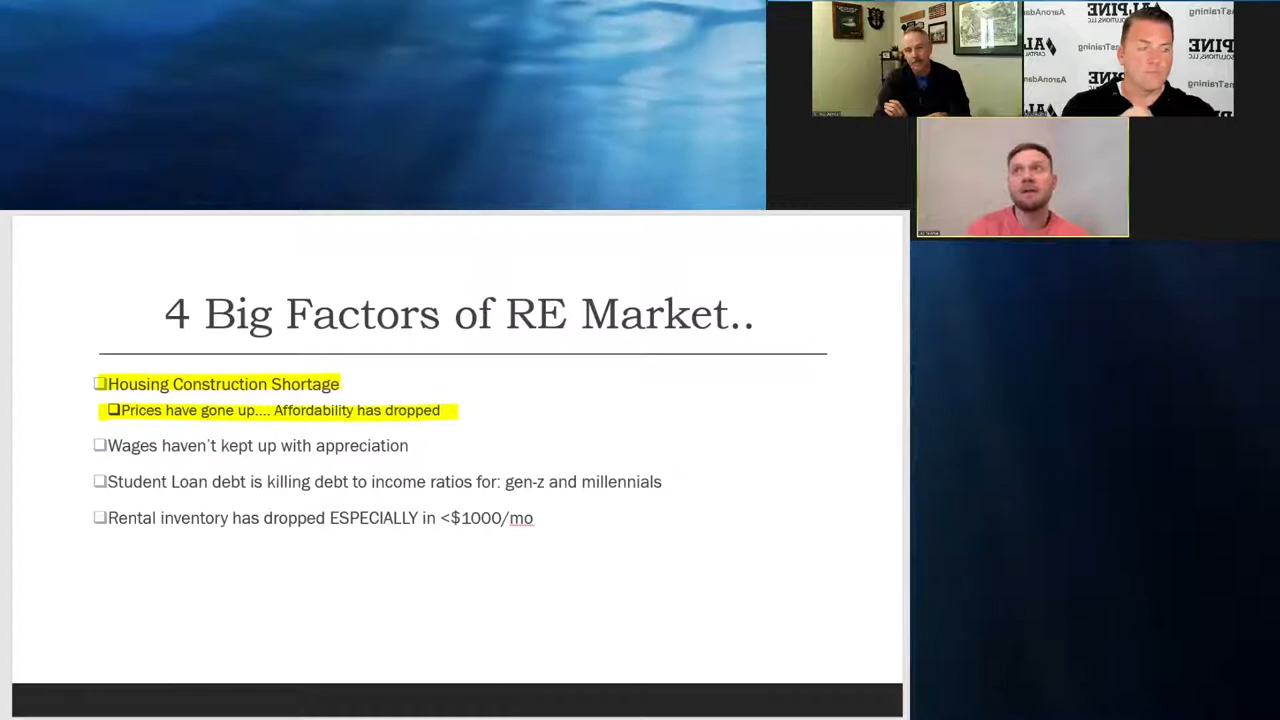 PINE
AaronAdam
4 Big Factors of RE Market..
❑Housing Construction Shortage
❑Prices have gone up.... Affordability has dropped
❑Wages haven't kept up with appreciation
❑Student Loan debt is killing debt to income ratios for: gen-z and millennials
❑Rental inventory has dropped ESPECIALLY in <$1000/mo